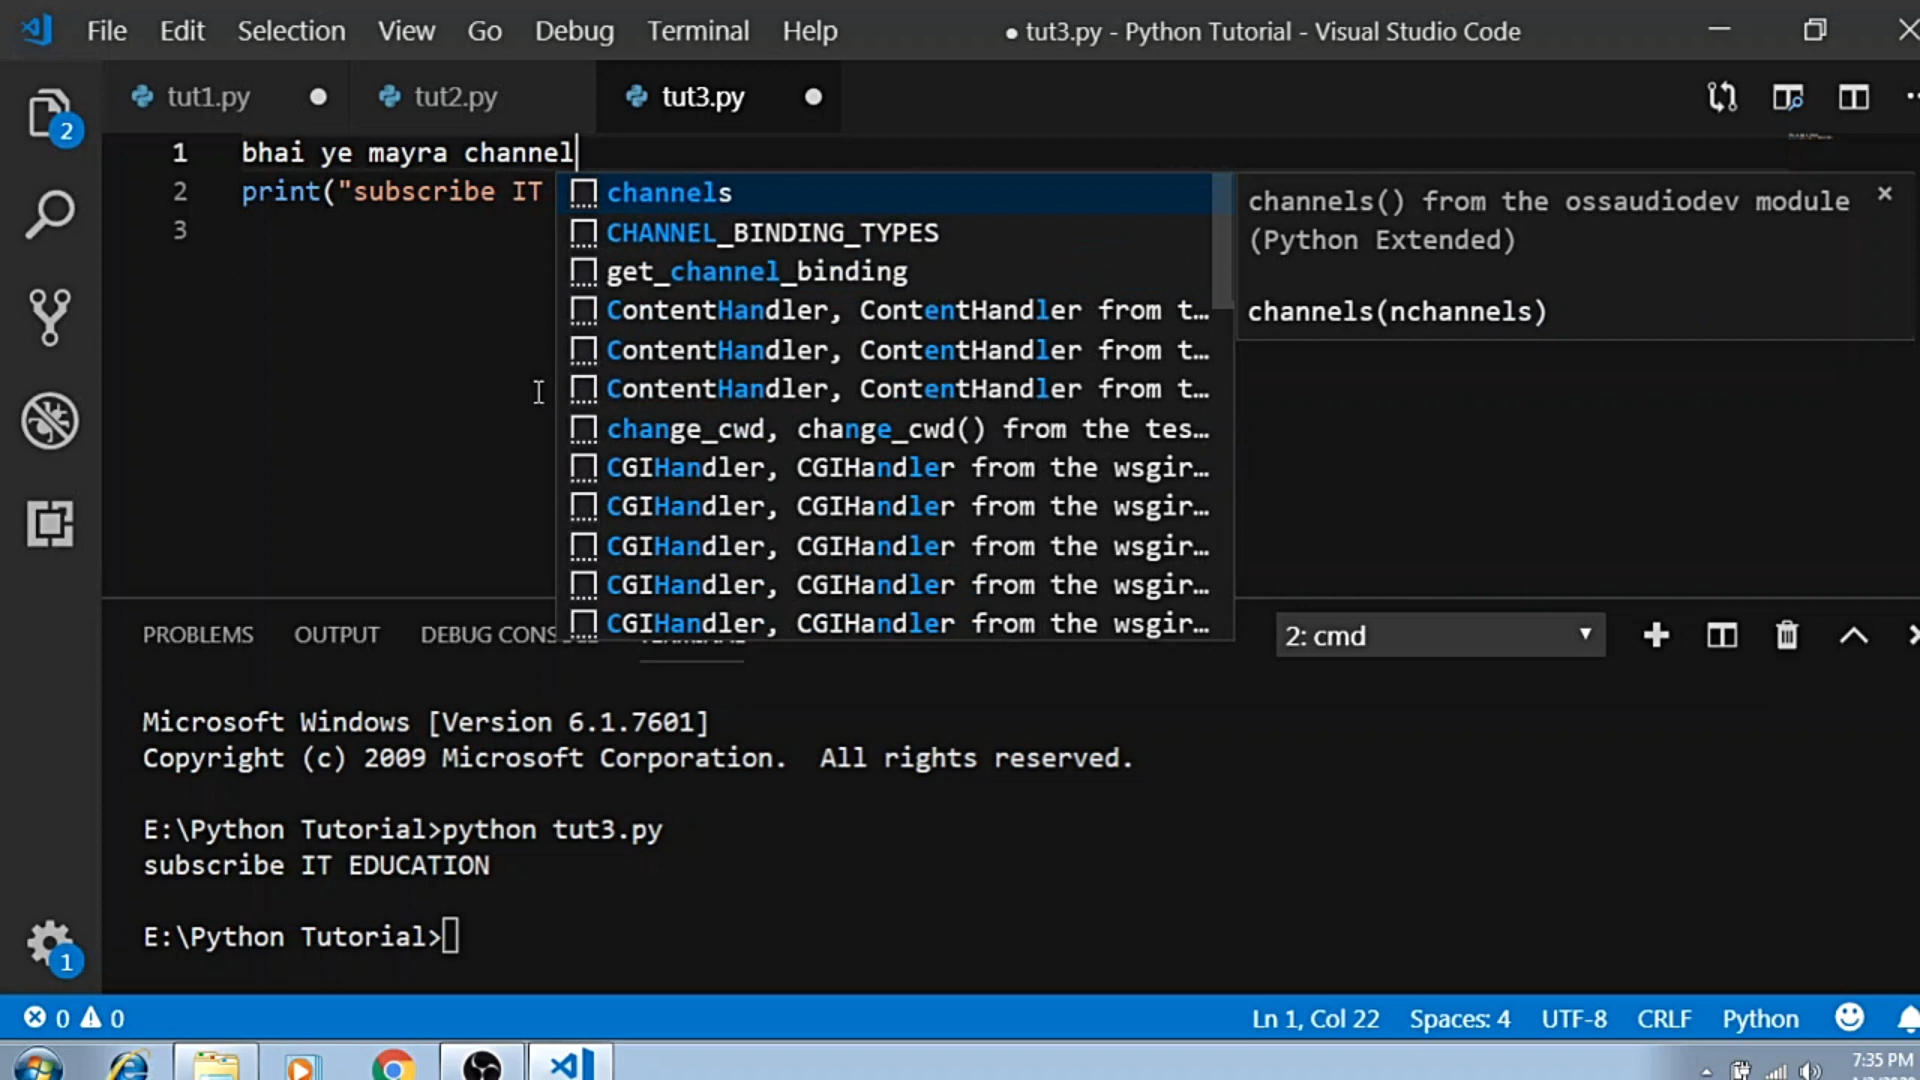 File Edit Selection View Go Debug Terminal Help ● tut3.py - Python Tutorial - Visual Studio Code
tut1.py tut2.py tut3.py
1 bhai ye mayra channel
2 print("subscribe IT
3
channels
CHANNEL_BINDING_TYPES
get_channel_binding
ContentHandler, ContentHandler from t…
ContentHandler, ContentHandler from t…
ContentHandler, ContentHandler from t…
change_cwd, change_cwd() from the tes…
CGIHandler, CGIHandler from the wsgir…
CGIHandler, CGIHandler from the wsgir…
CGIHandler, CGIHandler from the wsgir…
CGIHandler, CGIHandler from the wsgir…
CGIHandler, CGIHandler from the wsgir…
channels() from the ossaudiodev module
(Python Extended)
channels(nchannels)
2
PROBLEMS OUTPUT DEBUG CONS 2: cmd
Microsoft Windows [Version 6.1.7601]
Copyright (c) 2009 Microsoft Corporation. All rights reserved.
E:\Python Tutorial>python tut3.py
subscribe IT EDUCATION
E:\Python Tutorial>
1
0 0 Ln 1, Col 22 Spaces: 4 UTF-8 CRLF Python
7:35 PM